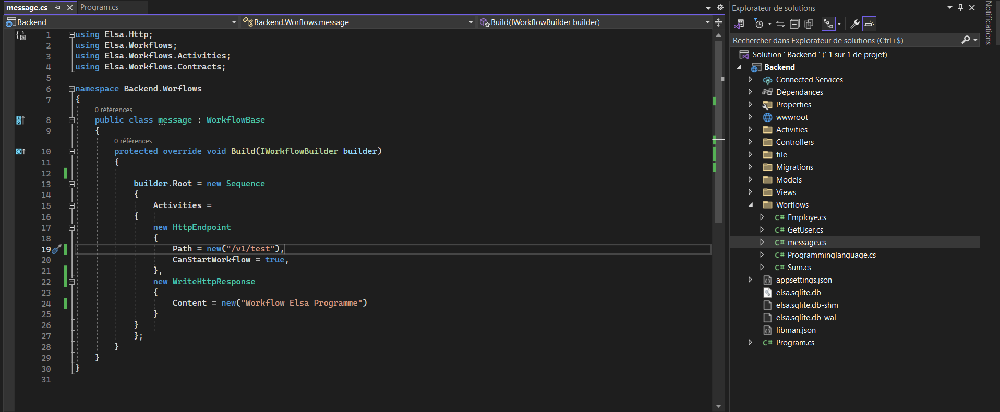 message.cs
Program.cs
Backend
Backend.Worflows.message
Build(IWorkflowBuilder builder)
1 using Elsa.Http;
2 using Elsa.Workflows;
3 using Elsa.Workflows.Activities;
4 using Elsa.Workflows.Contracts;
5
6 namespace Backend.Worflows
7 {
0 références
8 public class message : WorkflowBase
9 {
0 références
10 protected override void Build(IWorkflowBuilder builder)
11 {
12
13 builder.Root = new Sequence
14 {
15 Activities =
16 {
17 new HttpEndpoint
18 {
19 Path = new("/v1/test"),
20 CanStartWorkflow = true,
21 },
22 new WriteHttpResponse
23 {
24 Content = new("Workflow Elsa Programme")
25 }
26 }
27 };
28 }
29 }
30 }
31
Explorateur de solutions
Rechercher dans Explorateur de solutions (Ctrl+$)
Solution ' Backend ' (' 1 sur 1 de projet)
Backend
Connected Services
Dépendances
Properties
wwwroot
Activities
Controllers
file
Migrations
Models
Views
Worflows
C# Employe.cs
C# GetUser.cs
C# message.cs
C# Programminglanguage.cs
C# Sum.cs
appsettings.json
elsa.sqlite.db
elsa.sqlite.db-shm
elsa.sqlite.db-wal
libman.json
C# Program.cs
Notifications